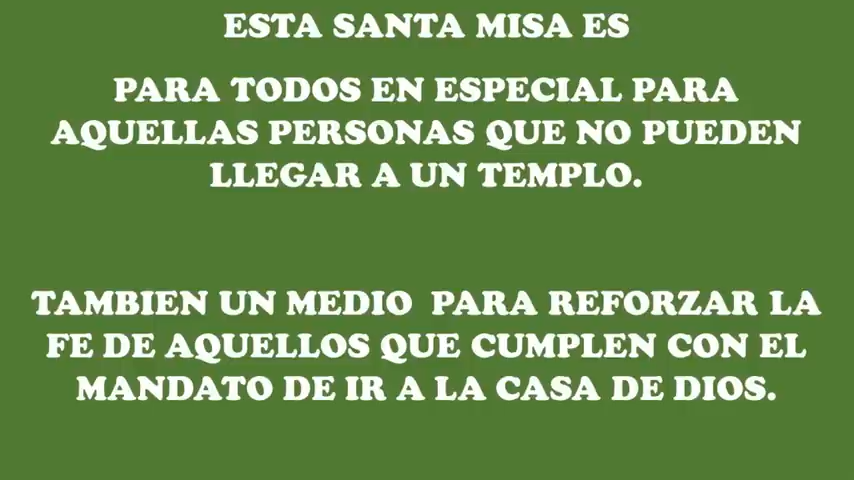 ESTA SANTA MISA ES
PARA TODOS EN ESPECIAL PARA
AQUELLAS PERSONAS QUE NO PUEDEN
LLEGAR A UN TEMPLO.
TAMBIEN UN MEDIO  PARA REFORZAR LA
FE DE AQUELLOS QUE CUMPLEN CON EL
MANDATO DE IR A LA CASA DE DIOS.